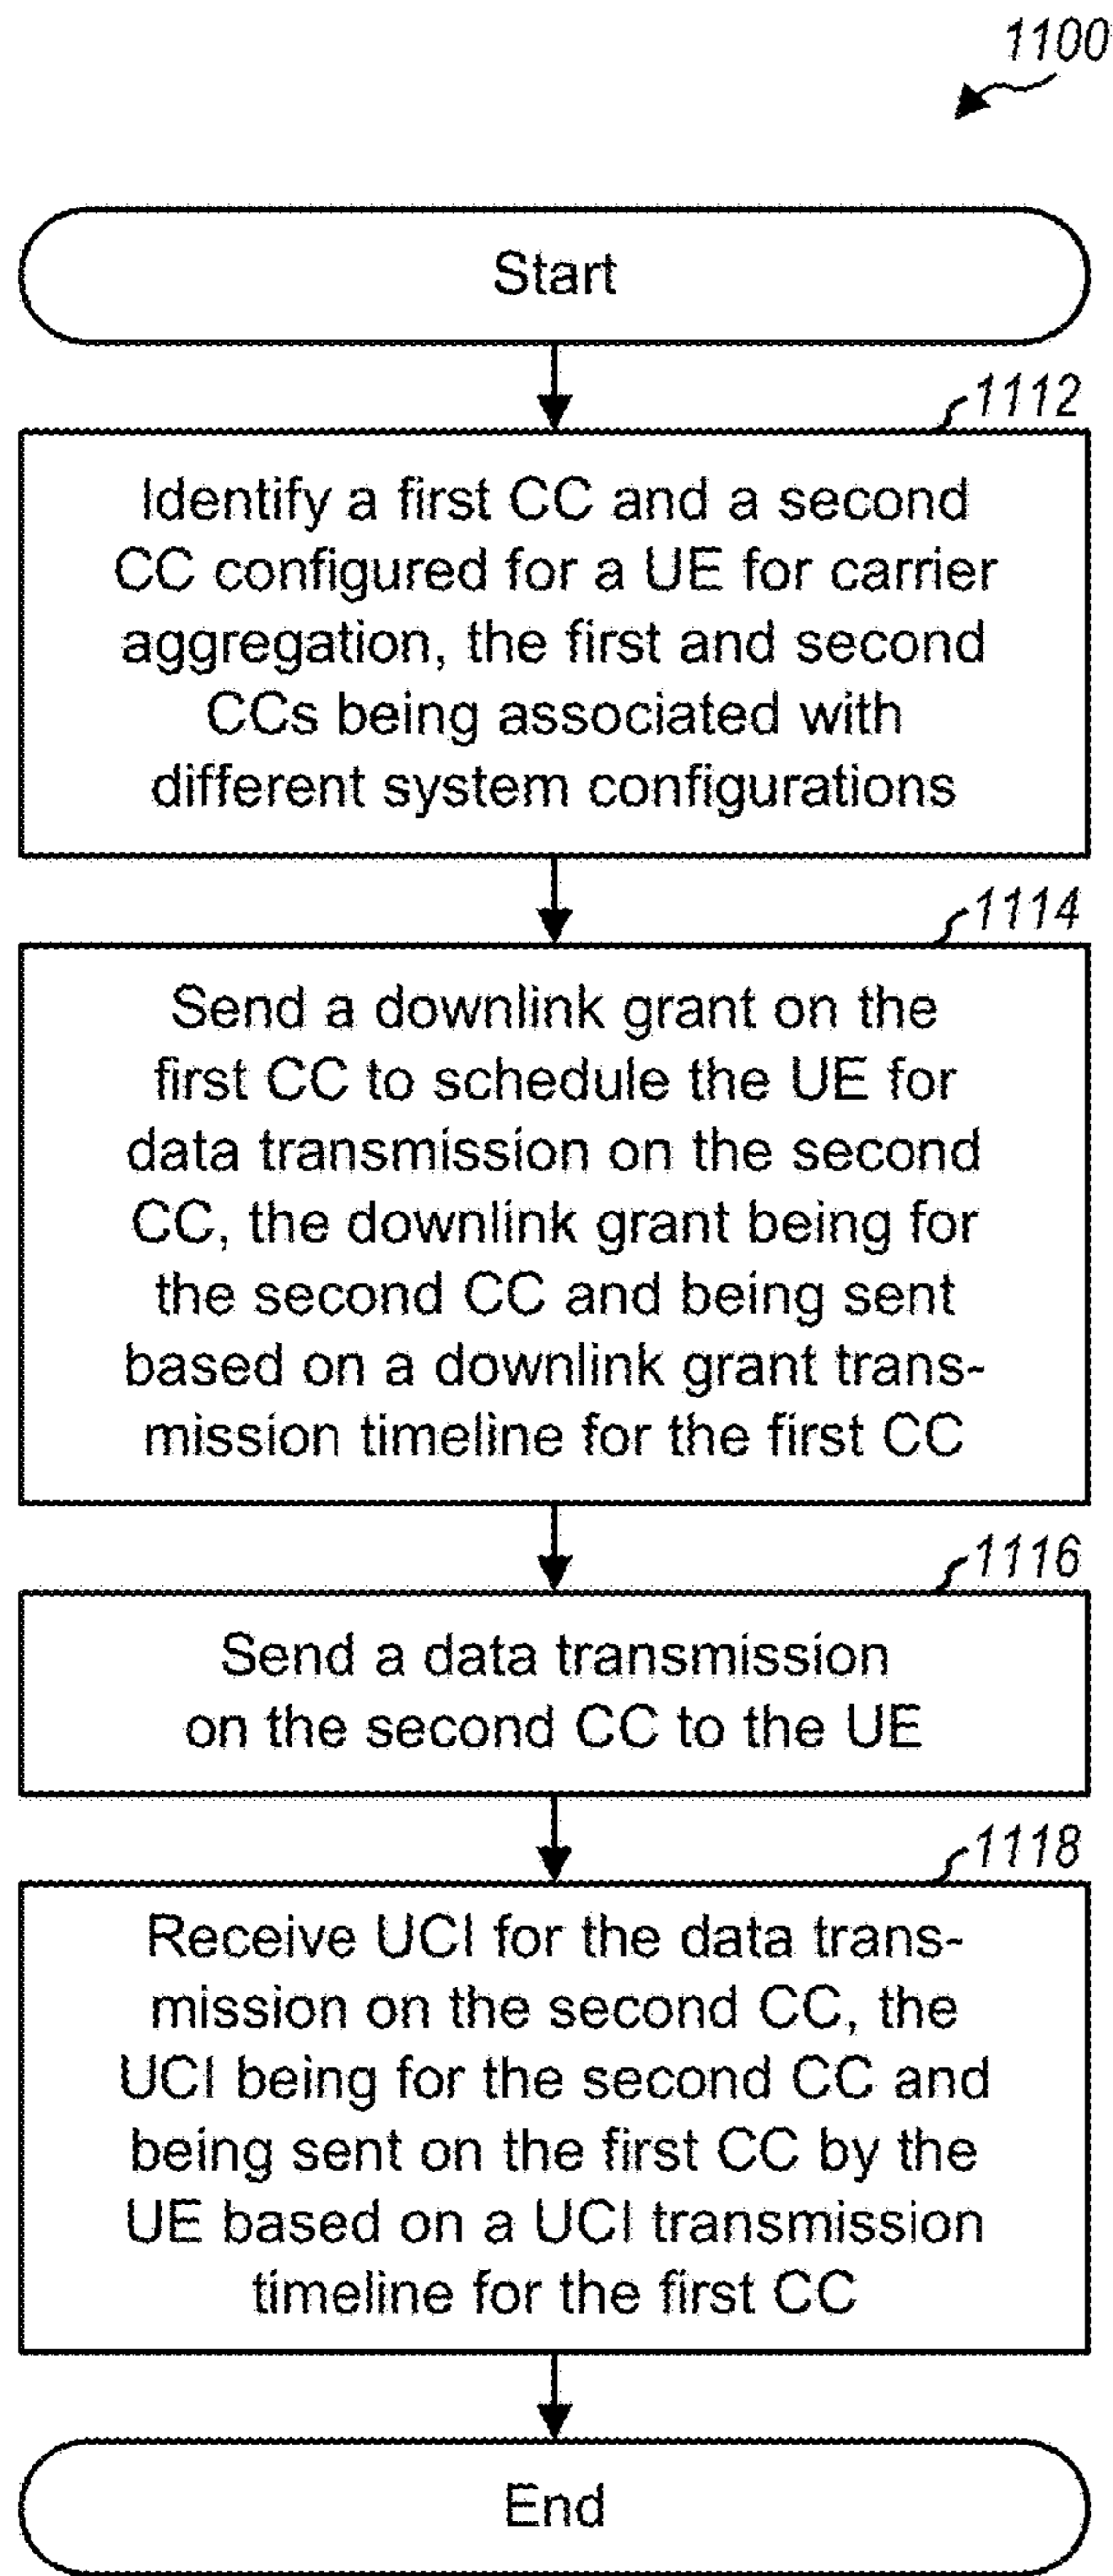 1100
Start
1112
Identify a first CC and a second
CC configured for a UE for carrier
aggregation, the first and second
CCs being associated with
different system configurations
1114
Send a downlink grant on the
first CC to schedule the UE for
data transmission on the second
CC, the downlink grant being for
the second CC and being sent
based on a downlink grant trans-
mission timeline for the first CC
1116
Send a data transmission
on the second CC to the UE
1118
Receive UCI for the data trans-
mission on the second CC, the
UCI being for the second CC and
being sent on the first CC by the
UE based on a UCI transmission
timeline for the first CC
End